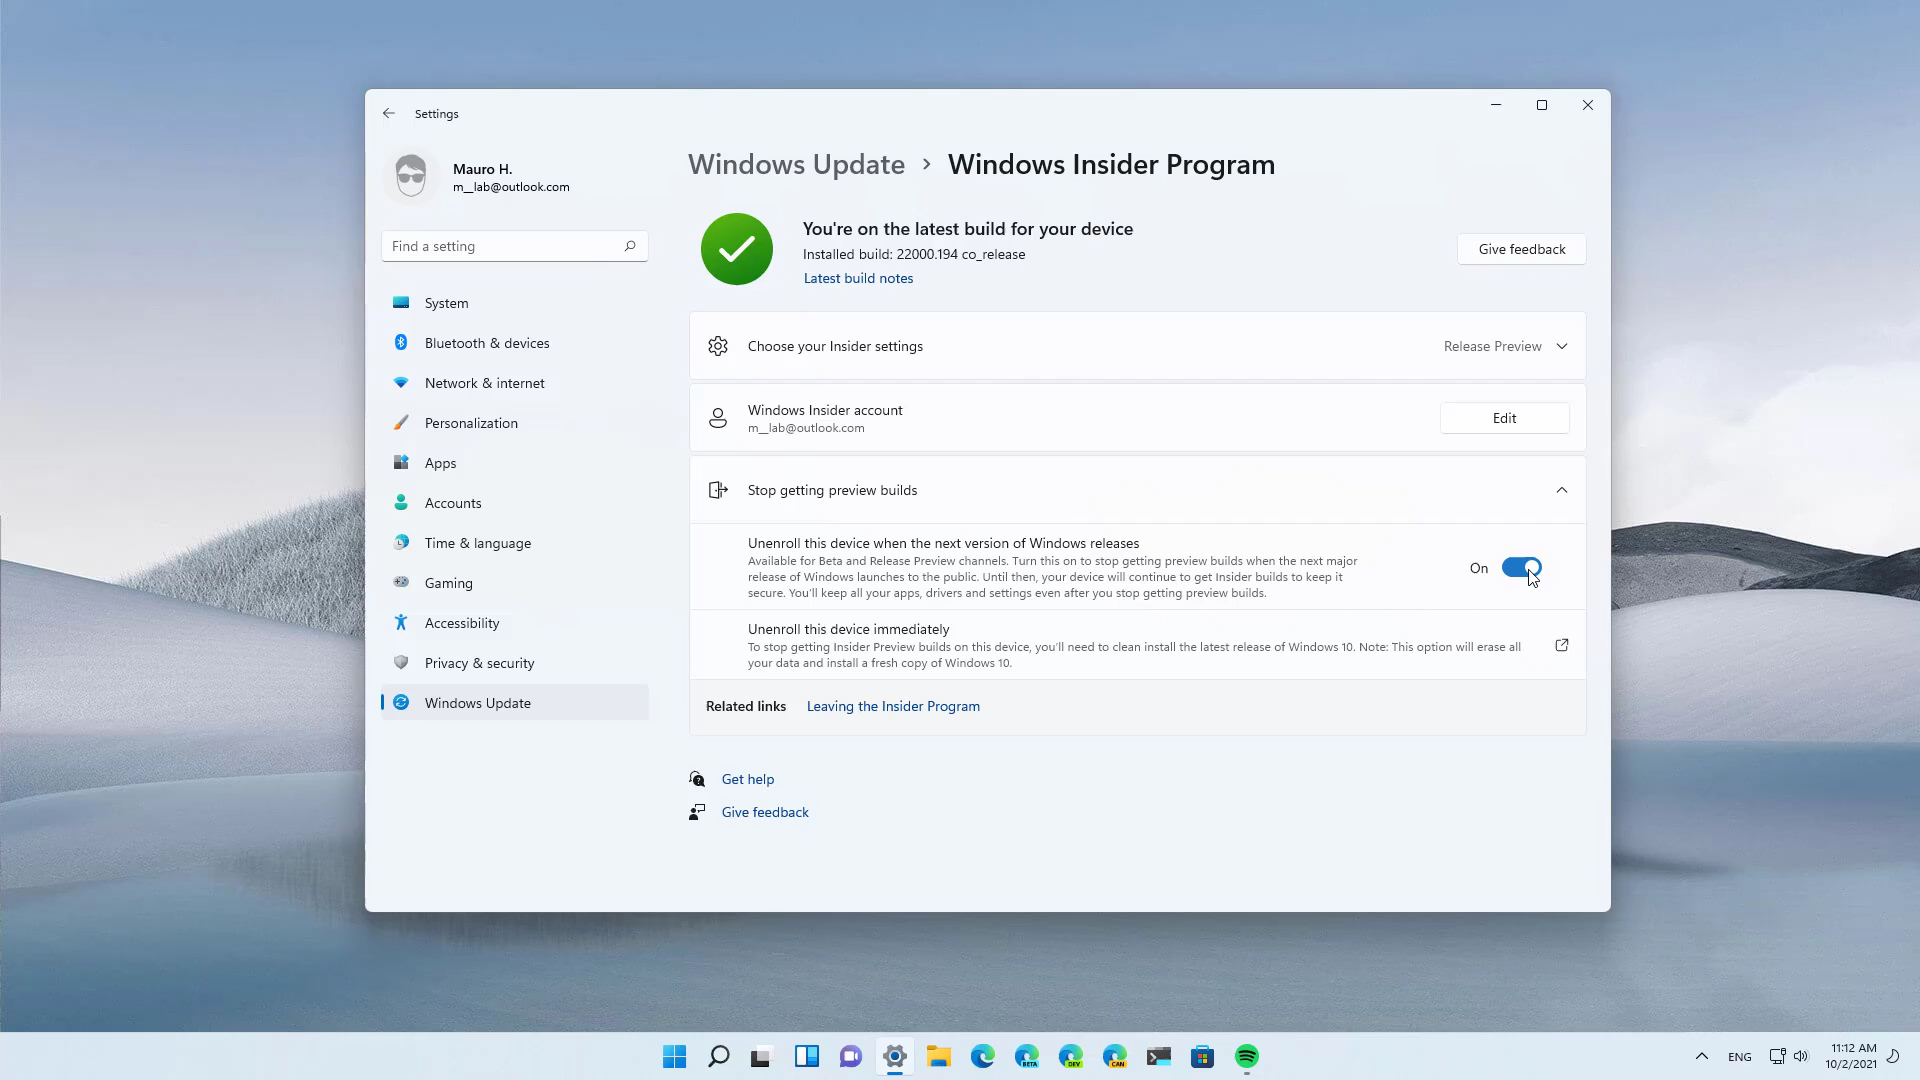 Settings
Mauro H.
m__lab@outlook.com
Find a setting
System
Bluetooth & devices
Network & internet
Personalization
Apps
Accounts
Time & language
Gaming
Accessibility
Privacy & security
Windows Update
Windows Update > Windows Insider Program
You're on the latest build for your device
Installed build: 22000.194 co_release
Latest build notes
Give feedback
Choose your Insider settings
Release Preview
Windows Insider account
m__lab@outlook.com
Edit
Stop getting preview builds
Unenroll this device when the next version of Windows releases
Available for Beta and Release Preview channels. Turn this on to stop getting preview builds when the next major
release of Windows launches to the public. Until then, your device will continue to get Insider builds to keep it
secure. You'll keep all your apps, drivers and settings even after you stop getting preview builds.
On
Unenroll this device immediately
To stop getting Insider Preview builds on this device, you'll need to clean install the latest release of Windows 10. Note: This option will erase all
your data and install a fresh copy of Windows 10.
Related links Leaving the Insider Program
Get help
Give feedback
BETA
DEV
CAN
ENG
11:12 AM
10/2/2021